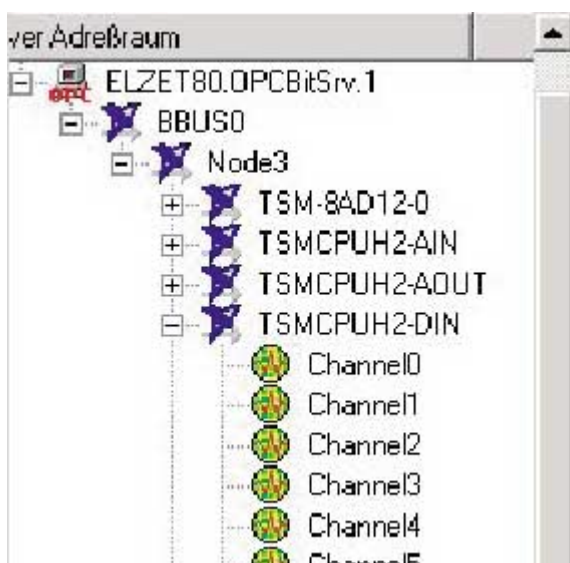 ver Adreßraum
ELZET80.OPCBitSrv.1
BBUS0
Node3
TSM-8AD12-0
TSMCPUH2-AIN
TSMCPUH2-AOUT
TSMCPUH2-DIN
Channel0
Channel1
Channel2
Channel3
Channel4
Channel5